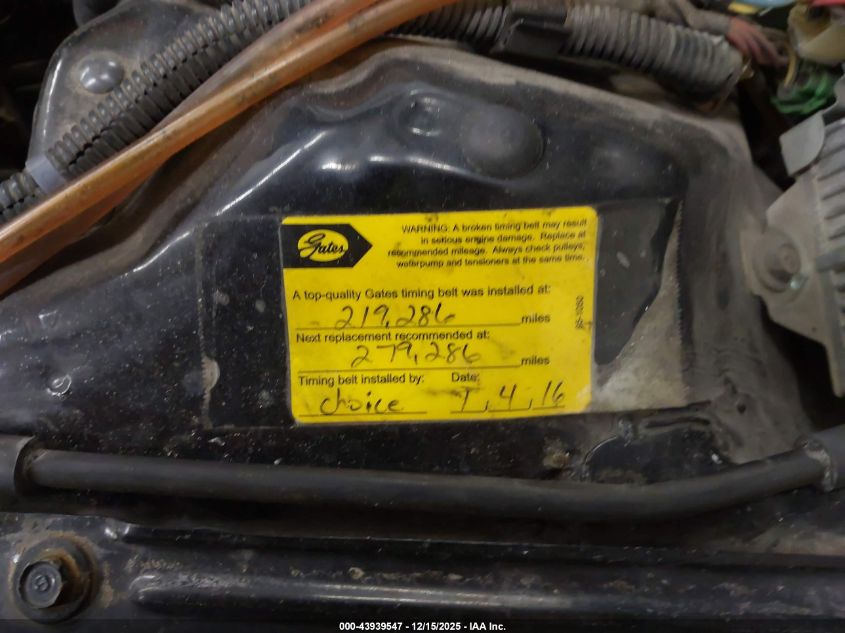 Gates
WARNING: A broken timing belt may result
in serious engine damage. Replace at
recommended mileage. Always check pulleys,
waterpump and tensioners at the same time.
A top-quality Gates timing belt was installed at:
219,286 miles
Next replacement recommended at:
279,286 miles
Timing belt installed by: Date:
choice 1, 4, 16
000-43939547 - 12/15/2025 - IAA Inc.